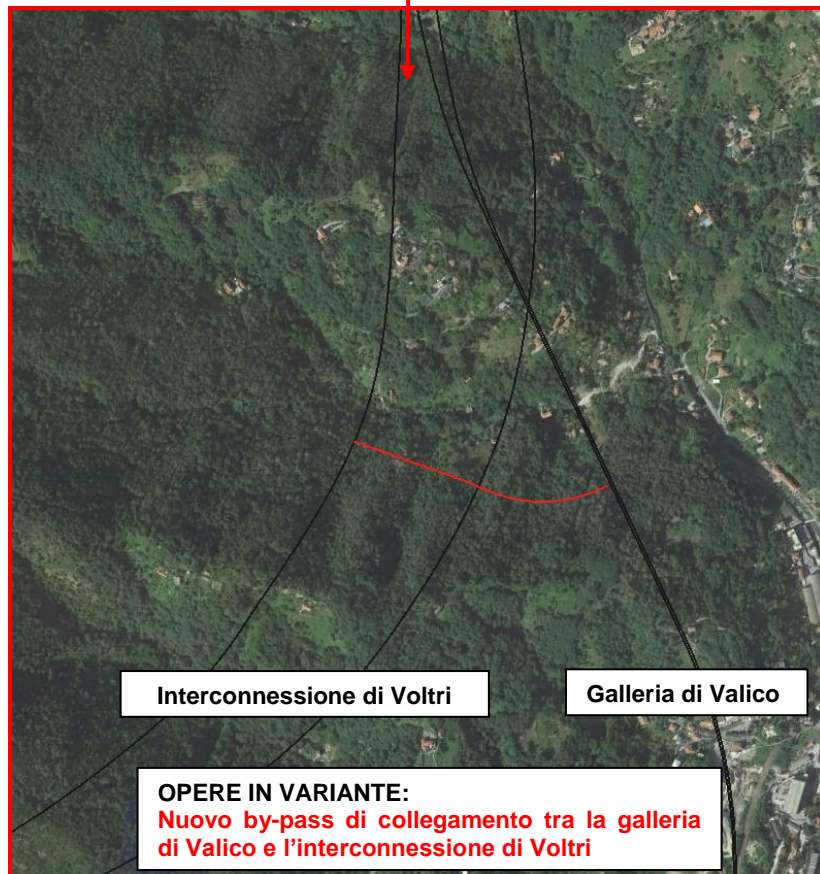 Interconnessione di Voltri
Galleria di Valico
OPERE IN VARIANTE:
Nuovo by-pass di collegamento tra la galleria
di Valico e l’interconnessione di Voltri